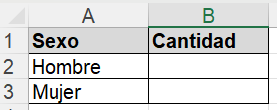 A B
1 Sexo Cantidad
2 Hombre
3 Mujer